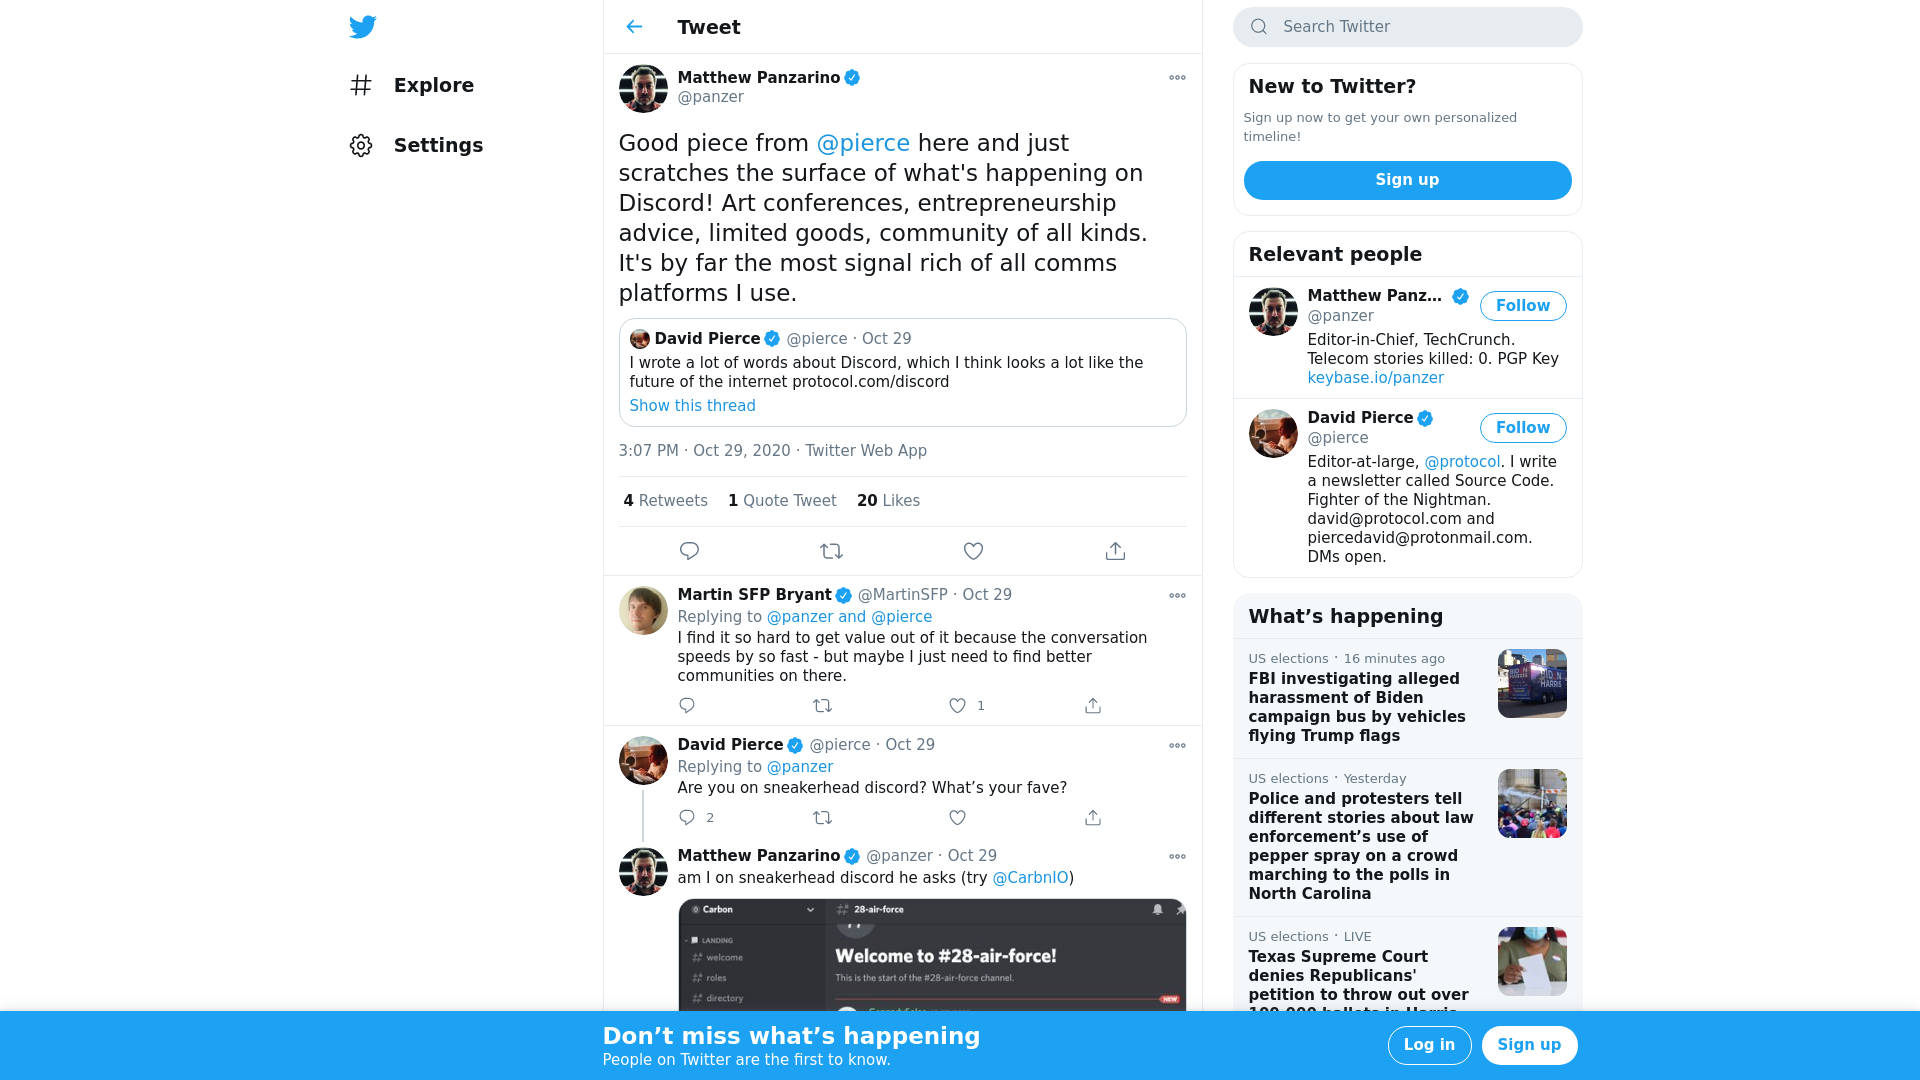 Explore
Settings
Tweet
Matthew Panzarino
@panzer
Good piece from @pierce here and just
scratches the surface of what's happening on
Discord! Art conferences, entrepreneurship
advice, limited goods, community of all kinds.
It's by far the most signal rich of all comms
platforms I use.
David Pierce @pierce · Oct 29
I wrote a lot of words about Discord, which I think looks a lot like the
future of the internet protocol.com/discord
Show this thread
3:07 PM · Oct 29, 2020 · Twitter Web App
4 Retweets 1 Quote Tweet 20 Likes
Martin SFP Bryant @MartinSFP · Oct 29
Replying to @panzer and @pierce
I find it so hard to get value out of it because the conversation
speeds by so fast - but maybe I just need to find better
communities on there.
1
David Pierce @pierce · Oct 29
Replying to @panzer
Are you on sneakerhead discord? What’s your fave?
2
Matthew Panzarino @panzer · Oct 29
am I on sneakerhead discord he asks (try @CarbnIO)
Carbon
28-air-force
LANDING
# welcome
# roles
# directory
Welcome to #28-air-force!
This is the start of the #28-air-force channel.
NEW
Search Twitter
New to Twitter?
Sign up now to get your own personalized
timeline!
Sign up
Relevant people
Matthew Panz...
@panzer
Follow
Editor-in-Chief, TechCrunch.
Telecom stories killed: 0. PGP Key
keybase.io/panzer
David Pierce
@pierce
Follow
Editor-at-large, @protocol. I write
a newsletter called Source Code.
Fighter of the Nightman.
david@protocol.com and
piercedavid@protonmail.com.
DMs open.
What’s happening
US elections · 16 minutes ago
FBI investigating alleged
harassment of Biden
campaign bus by vehicles
flying Trump flags
US elections · Yesterday
Police and protesters tell
different stories about law
enforcement’s use of
pepper spray on a crowd
marching to the polls in
North Carolina
US elections · LIVE
Texas Supreme Court
denies Republicans'
petition to throw out over
Don’t miss what’s happening
People on Twitter are the first to know.
Log in
Sign up